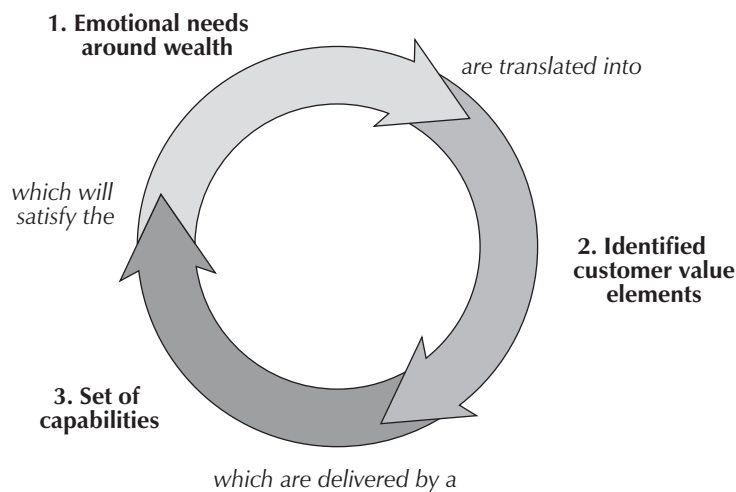 1. Emotional needs
around wealth
are translated into
which will
satisfy the
2. Identified
customer value
elements
3. Set of
capabilities
which are delivered by a